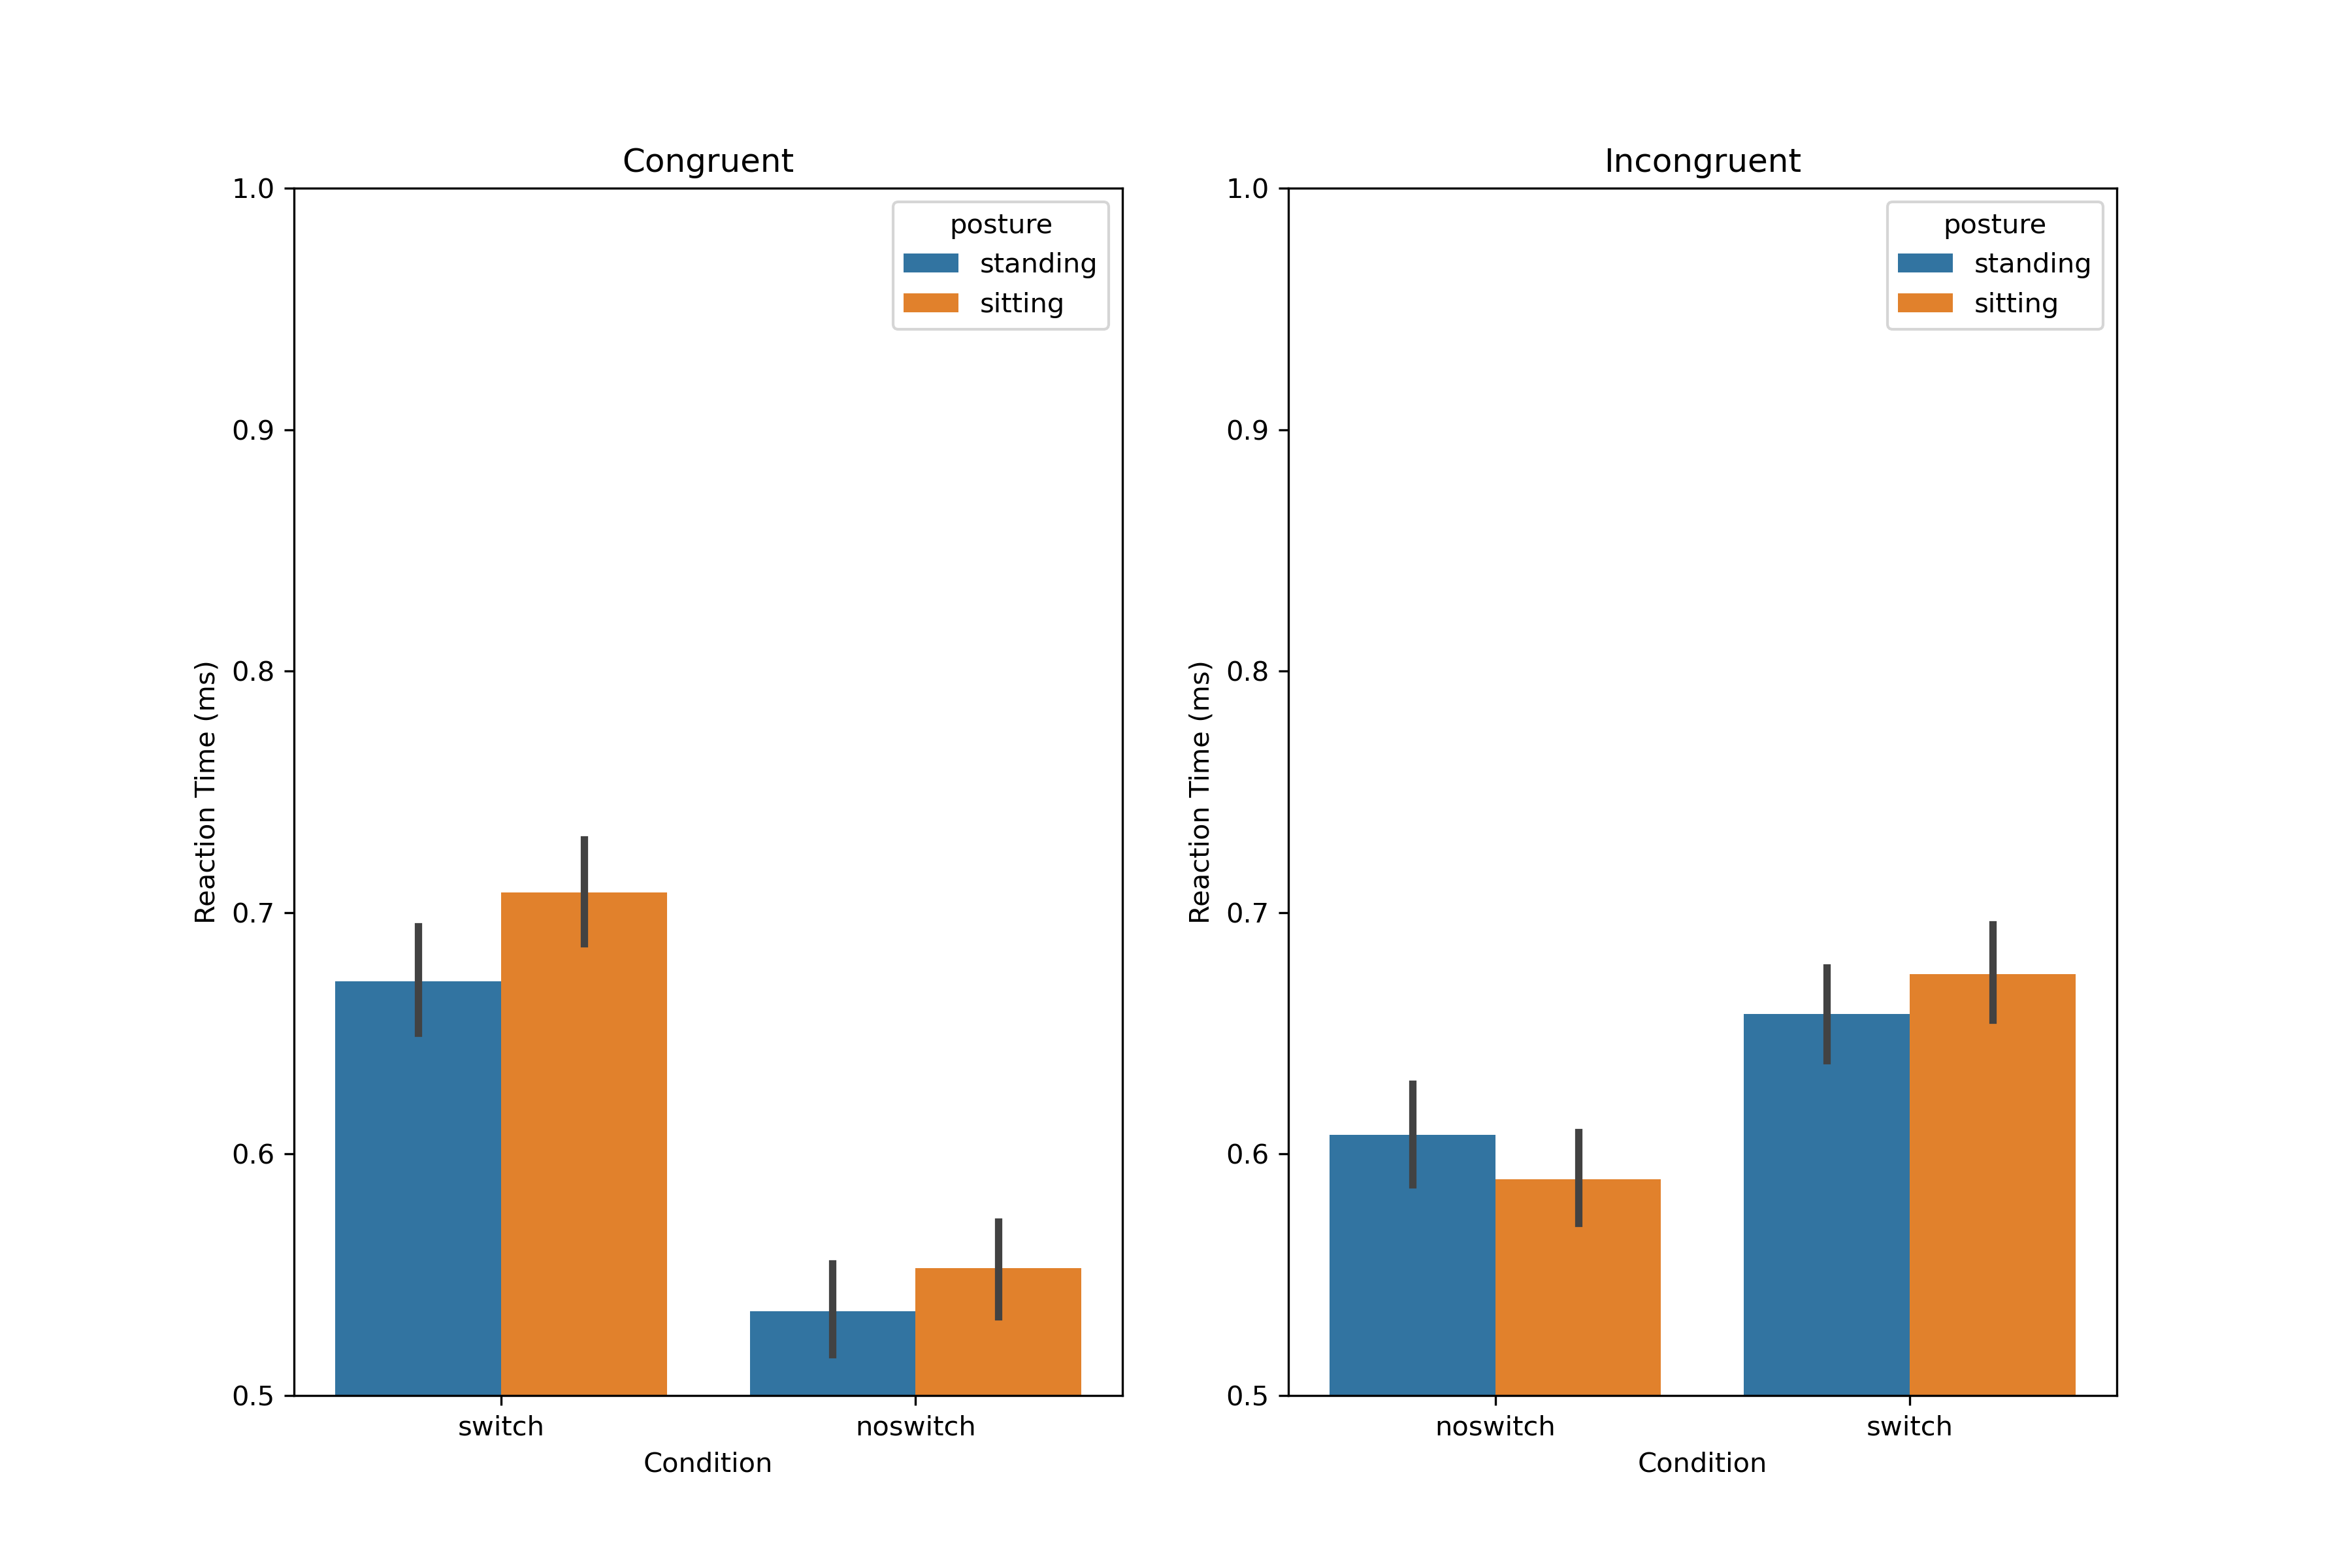 Congruent
1.0
0.9
0.8
0.7
0.6
0.5
Reaction Time (ms)
posture
standing
sitting
switch noswitch
Condition
Incongruent
1.0
0.9
0.8
0.7
0.6
0.5
Reaction Time (ms)
posture
standing
sitting
noswitch switch
Condition